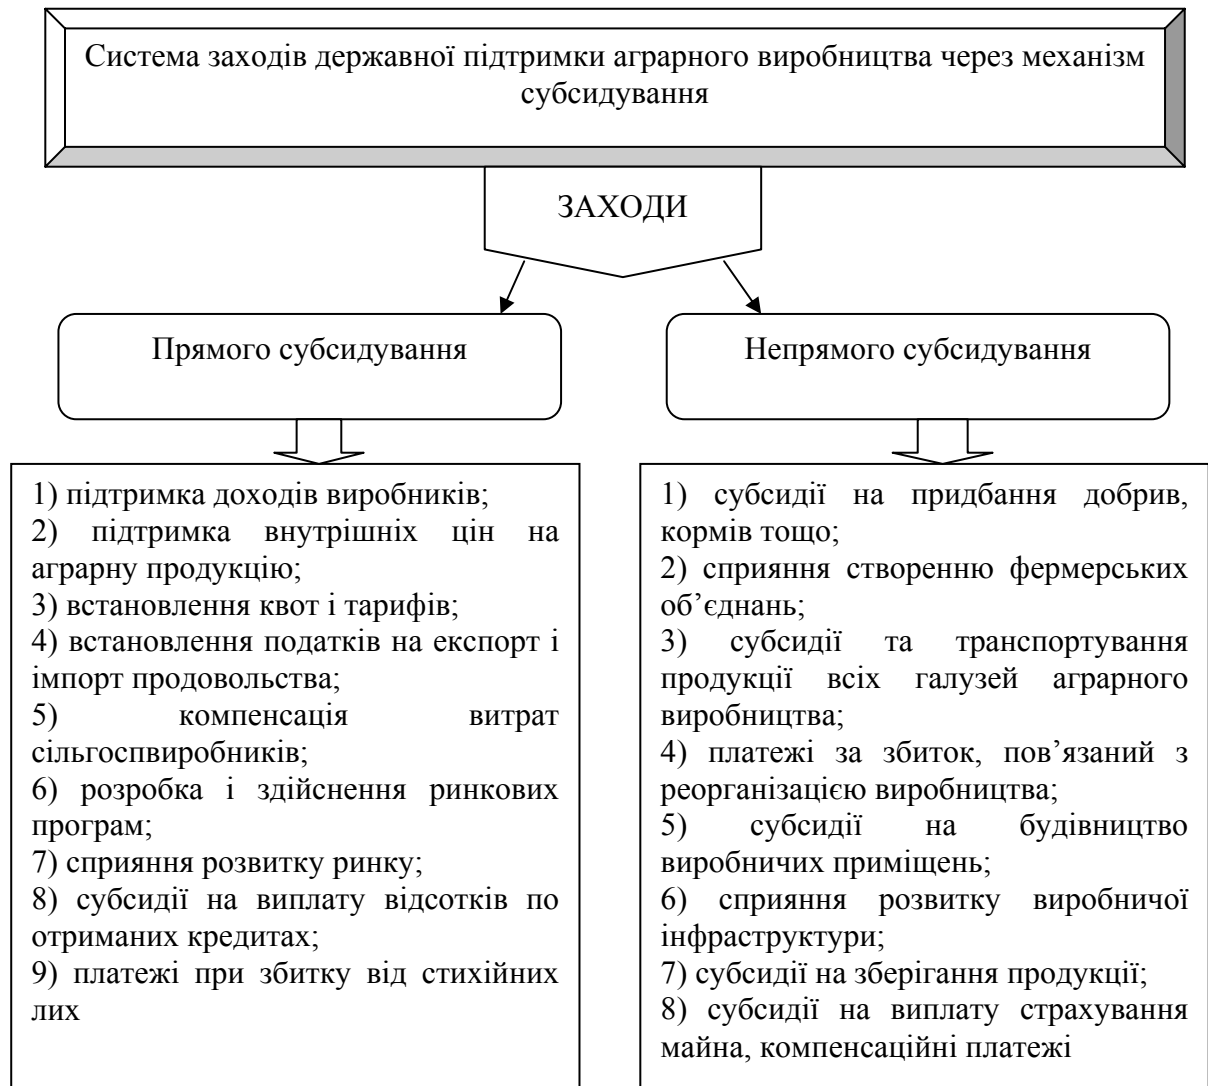 Система заходів державної підтримки аграрного виробництва через механізм
субсидування
ЗАХОДИ
Прямого субсидування
Непрямого субсидування
1) підтримка доходів виробників;
2) підтримка внутрішніх цін на
аграрну продукцію;
3) встановлення квот і тарифів;
4) встановлення податків на експорт і
імпорт продовольства;
5) компенсація витрат
сільгоспвиробників;
6) розробка і здійснення ринкових
програм;
7) сприяння розвитку ринку;
8) субсидії на виплату відсотків по
отриманих кредитах;
9) платежі при збитку від стихійних
лих
1) субсидії на придбання добрив,
кормів тощо;
2) сприяння створенню фермерських
об’єднань;
3) субсидії та транспортування
продукції всіх галузей аграрного
виробництва;
4) платежі за збиток, пов’язаний з
реорганізацією виробництва;
5) субсидії на будівництво
виробничих приміщень;
6) сприяння розвитку виробничої
інфраструктури;
7) субсидії на зберігання продукції;
8) субсидії на виплату страхування
майна, компенсаційні платежі